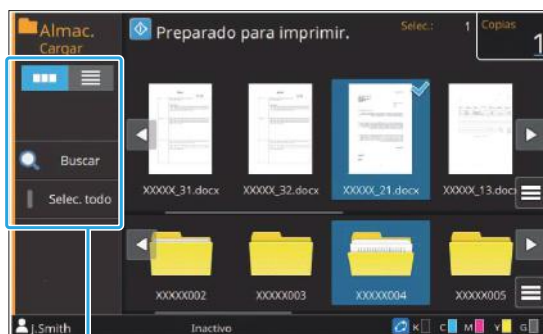 Almac.
Cargar
Preparado para imprimir.
Selec.: 1
Copias
1
Buscar
Selec. todo
XXXXX_31.docx
XXXXX_32.docx
XXXXX_21.docx
XXXXX_13.docx
XXXXX002
XXXXX003
XXXXX004
XXXXX005
J.Smith
Inactivo
K C M Y G